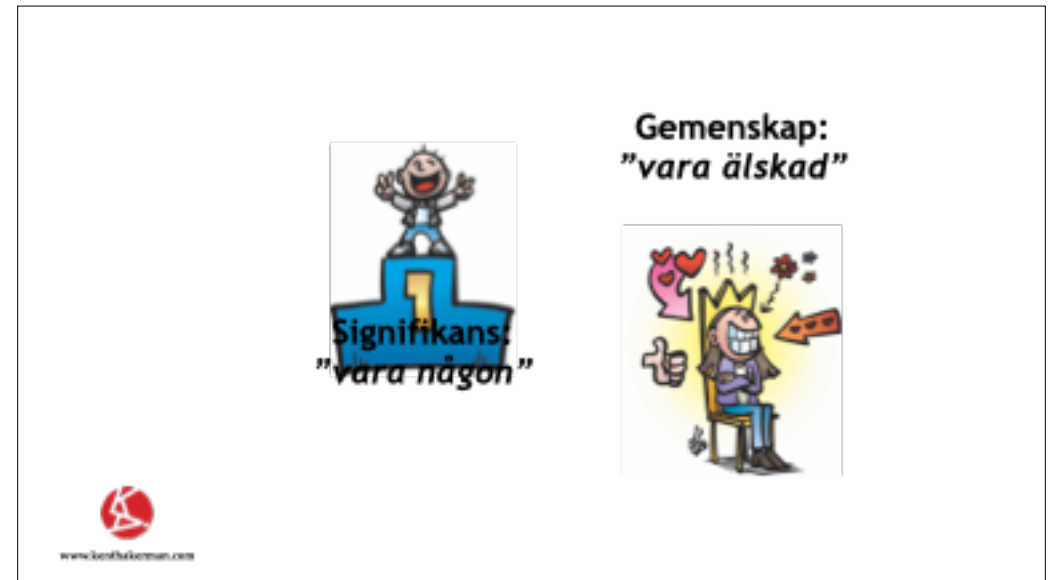 Gemenskap:
”vara älskad”
1
Signifikans:
”vara någon”
www.kenthakerman.com